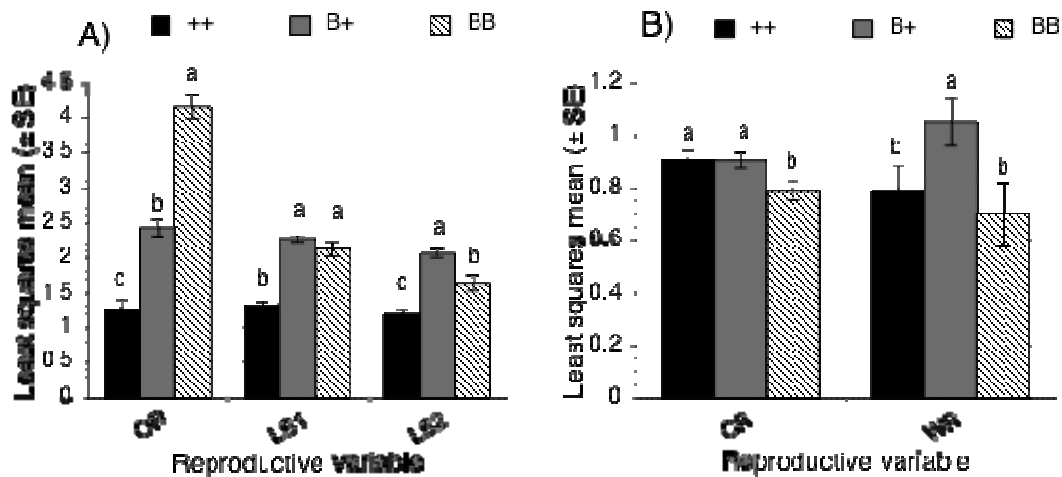 A)
++ B+ BB
Least squares mean (± SE)
4.5
4
3.5
3
2.5
2
1.5
1
0.5
0
c b a
b a a
c a b
OR LS1 LS2
Reproductive variable
B)
++ B+ BB
Least squares mean (± SE)
1.2
1
0.8
0.6
0.4
0.2
0
a a b
b a b
CR
Reproductive variable